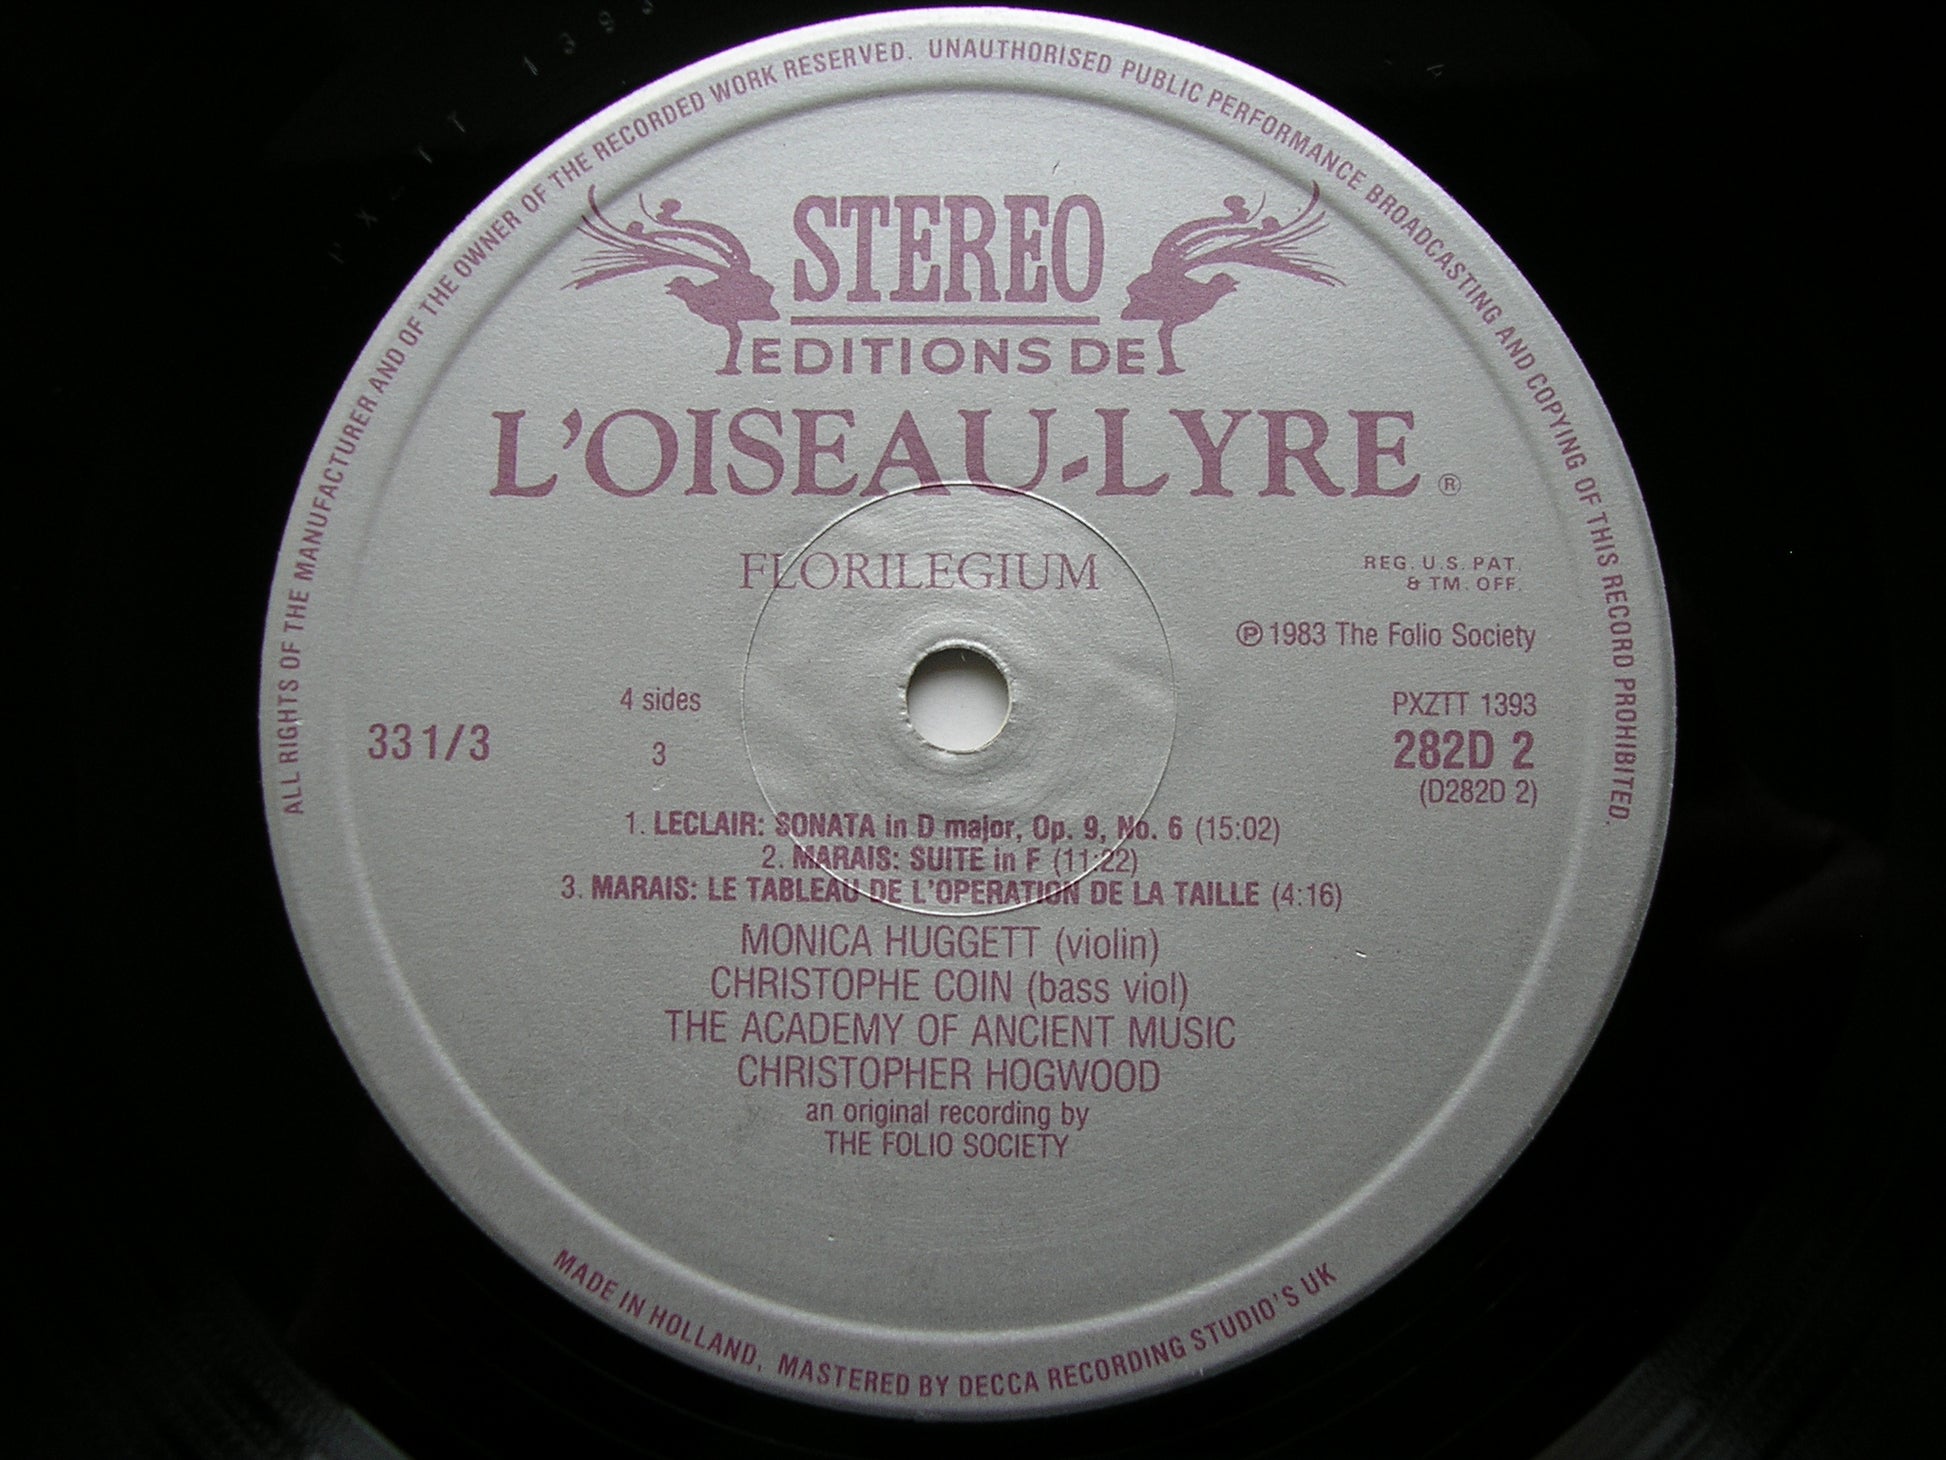 ALL RIGHTS OF THE MANUFACTURER AND OF THE OWNER OF THE RECORDED WORK RESERVED. UNAUTHORISED PUBLIC PERFORMANCE BROADCASTING AND COPYING OF THIS RECORD PROHIBITED.
STEREO
EDITIONS DE
L'OISEAU-LYRE ®
FLORILEGIUM
REG. U.S. PAT.
& TM. OFF.
℗ 1983 The Folio Society
4 sides
PXZTT 1393
33 1/3
3
282D 2
(D282D 2)
1. LECLAIR: SONATA in D major, Op. 9, No. 6 (15:02)
2. MARAIS: SUITE in F (11:22)
3. MARAIS: LE TABLEAU DE L'OPERATION DE LA TAILLE (4:16)
MONICA HUGGETT (violin)
CHRISTOPHE COIN (bass viol)
THE ACADEMY OF ANCIENT MUSIC
CHRISTOPHER HOGWOOD
an original recording by
THE FOLIO SOCIETY
MADE IN HOLLAND, MASTERED BY DECCA RECORDING STUDIO'S UK